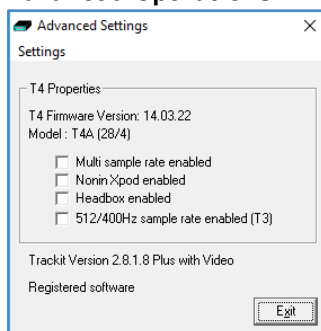 Advanced Settings
Settings
T4 Properties
T4 Firmware Version: 14.03.22
Model : T4A (28/4)
Multi sample rate enabled
Nonin Xpod enabled
Headbox enabled
512/400Hz sample rate enabled (T3)
Trackit Version 2.8.1.8 Plus with Video
Registered software
Exit